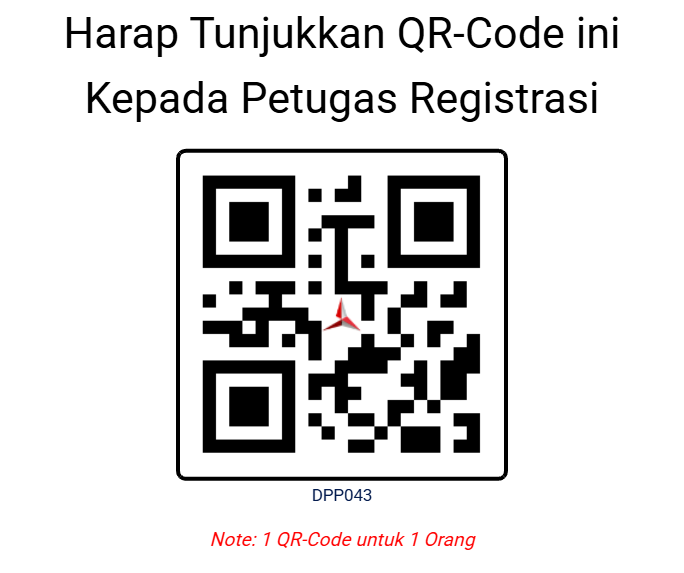 Harap Tunjukkan QR-Code ini
Kepada Petugas Registrasi
DPP043
Note: 1 QR-Code untuk 1 Orang